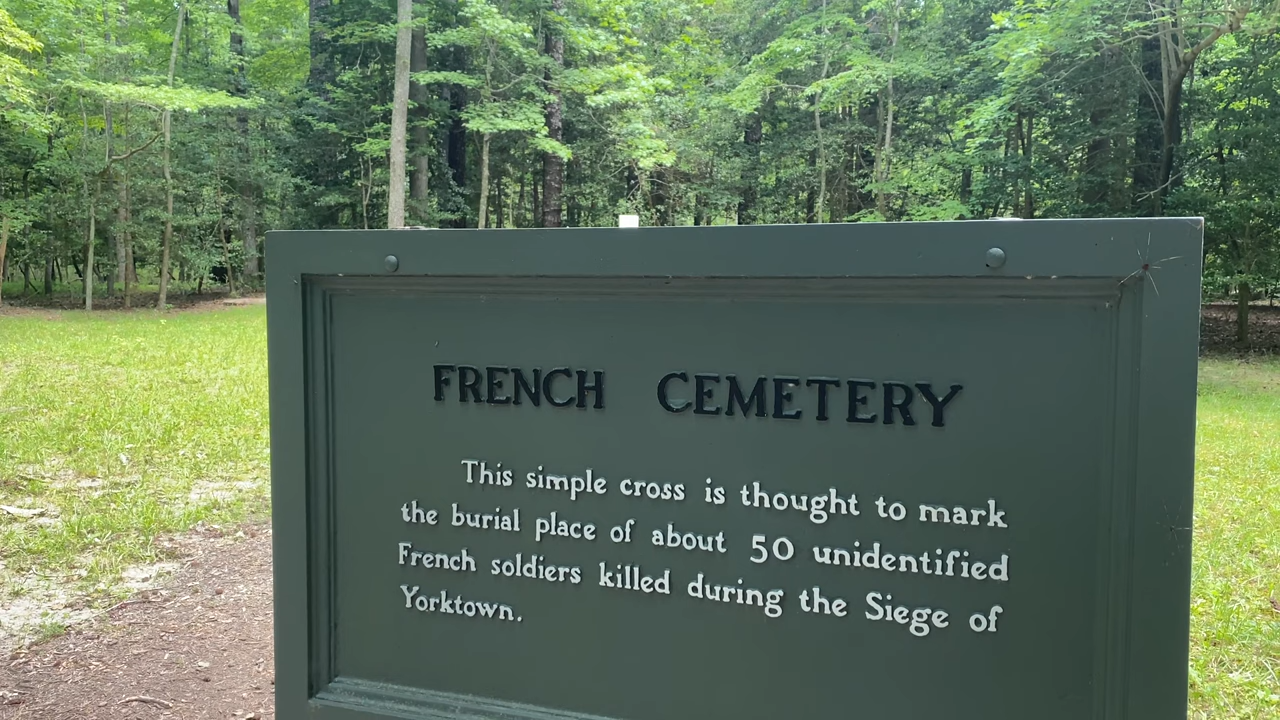 FRENCH CEMETERY
This simple cross is thought to mark
the burial place of about 50 unidentified
French soldiers killed during the Siege of
Yorktown.